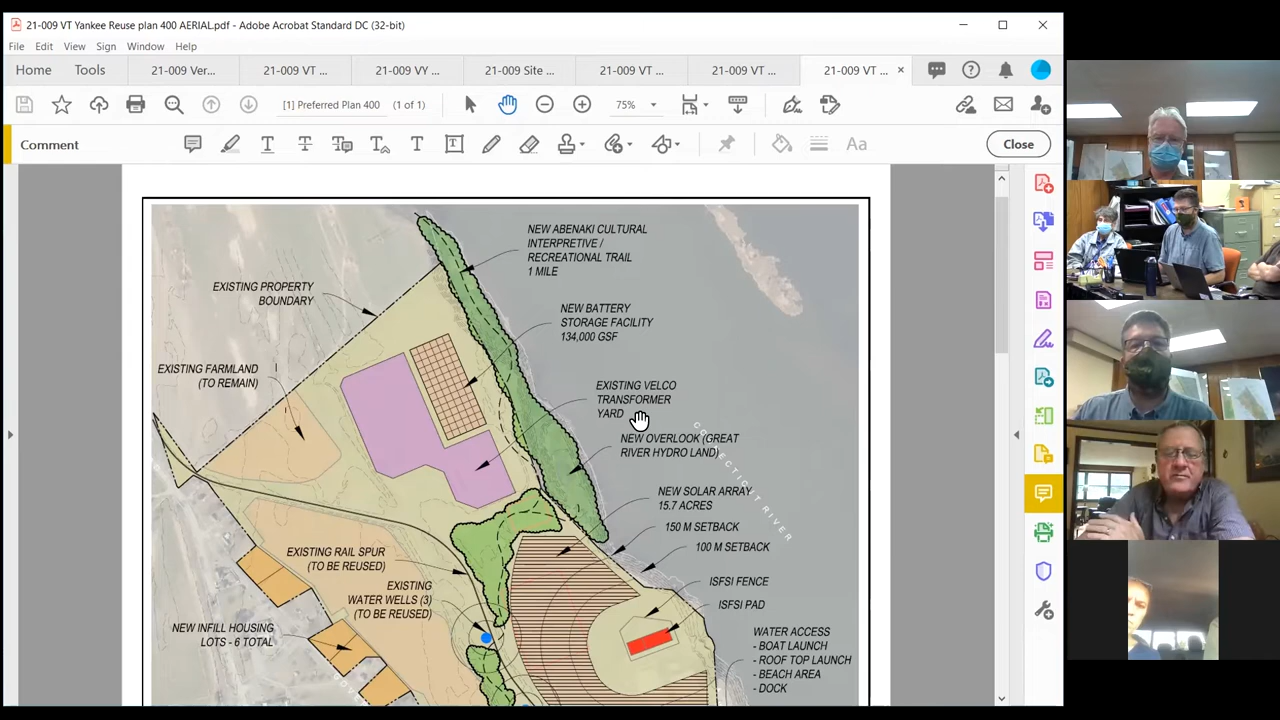 21-009 VT Yankee Reuse plan 400 AERIAL.pdf - Adobe Acrobat Standard DC (32-bit)
File Edit View Sign Window Help
Home Tools 21-009 Ver... 21-009 VT ... 21-009 VY ... 21-009 Site ... 21-009 VT ... 21-009 VT ... 21-009 VT ...
[1] Preferred Plan 400 (1 of 1) 75%
Comment Close
NEW ABENAKI CULTURAL
INTERPRETIVE /
RECREATIONAL TRAIL
1 MILE
EXISTING PROPERTY
BOUNDARY
NEW BATTERY
STORAGE FACILITY
134,000 GSF
EXISTING FARMLAND
(TO REMAIN)
EXISTING VELCO
TRANSFORMER
YARD
NEW OVERLOOK (GREAT
RIVER HYDRO LAND)
CONNECTICUT RIVER
NEW SOLAR ARRAY
15.7 ACRES
150 M SETBACK
100 M SETBACK
EXISTING RAIL SPUR
(TO BE REUSED)
EXISTING
WATER WELLS (3)
(TO BE REUSED)
ISFSI FENCE
ISFSI PAD
NEW INFILL HOUSING
LOTS - 6 TOTAL
WATER ACCESS
- BOAT LAUNCH
- ROOF TOP LAUNCH
- BEACH AREA
- DOCK